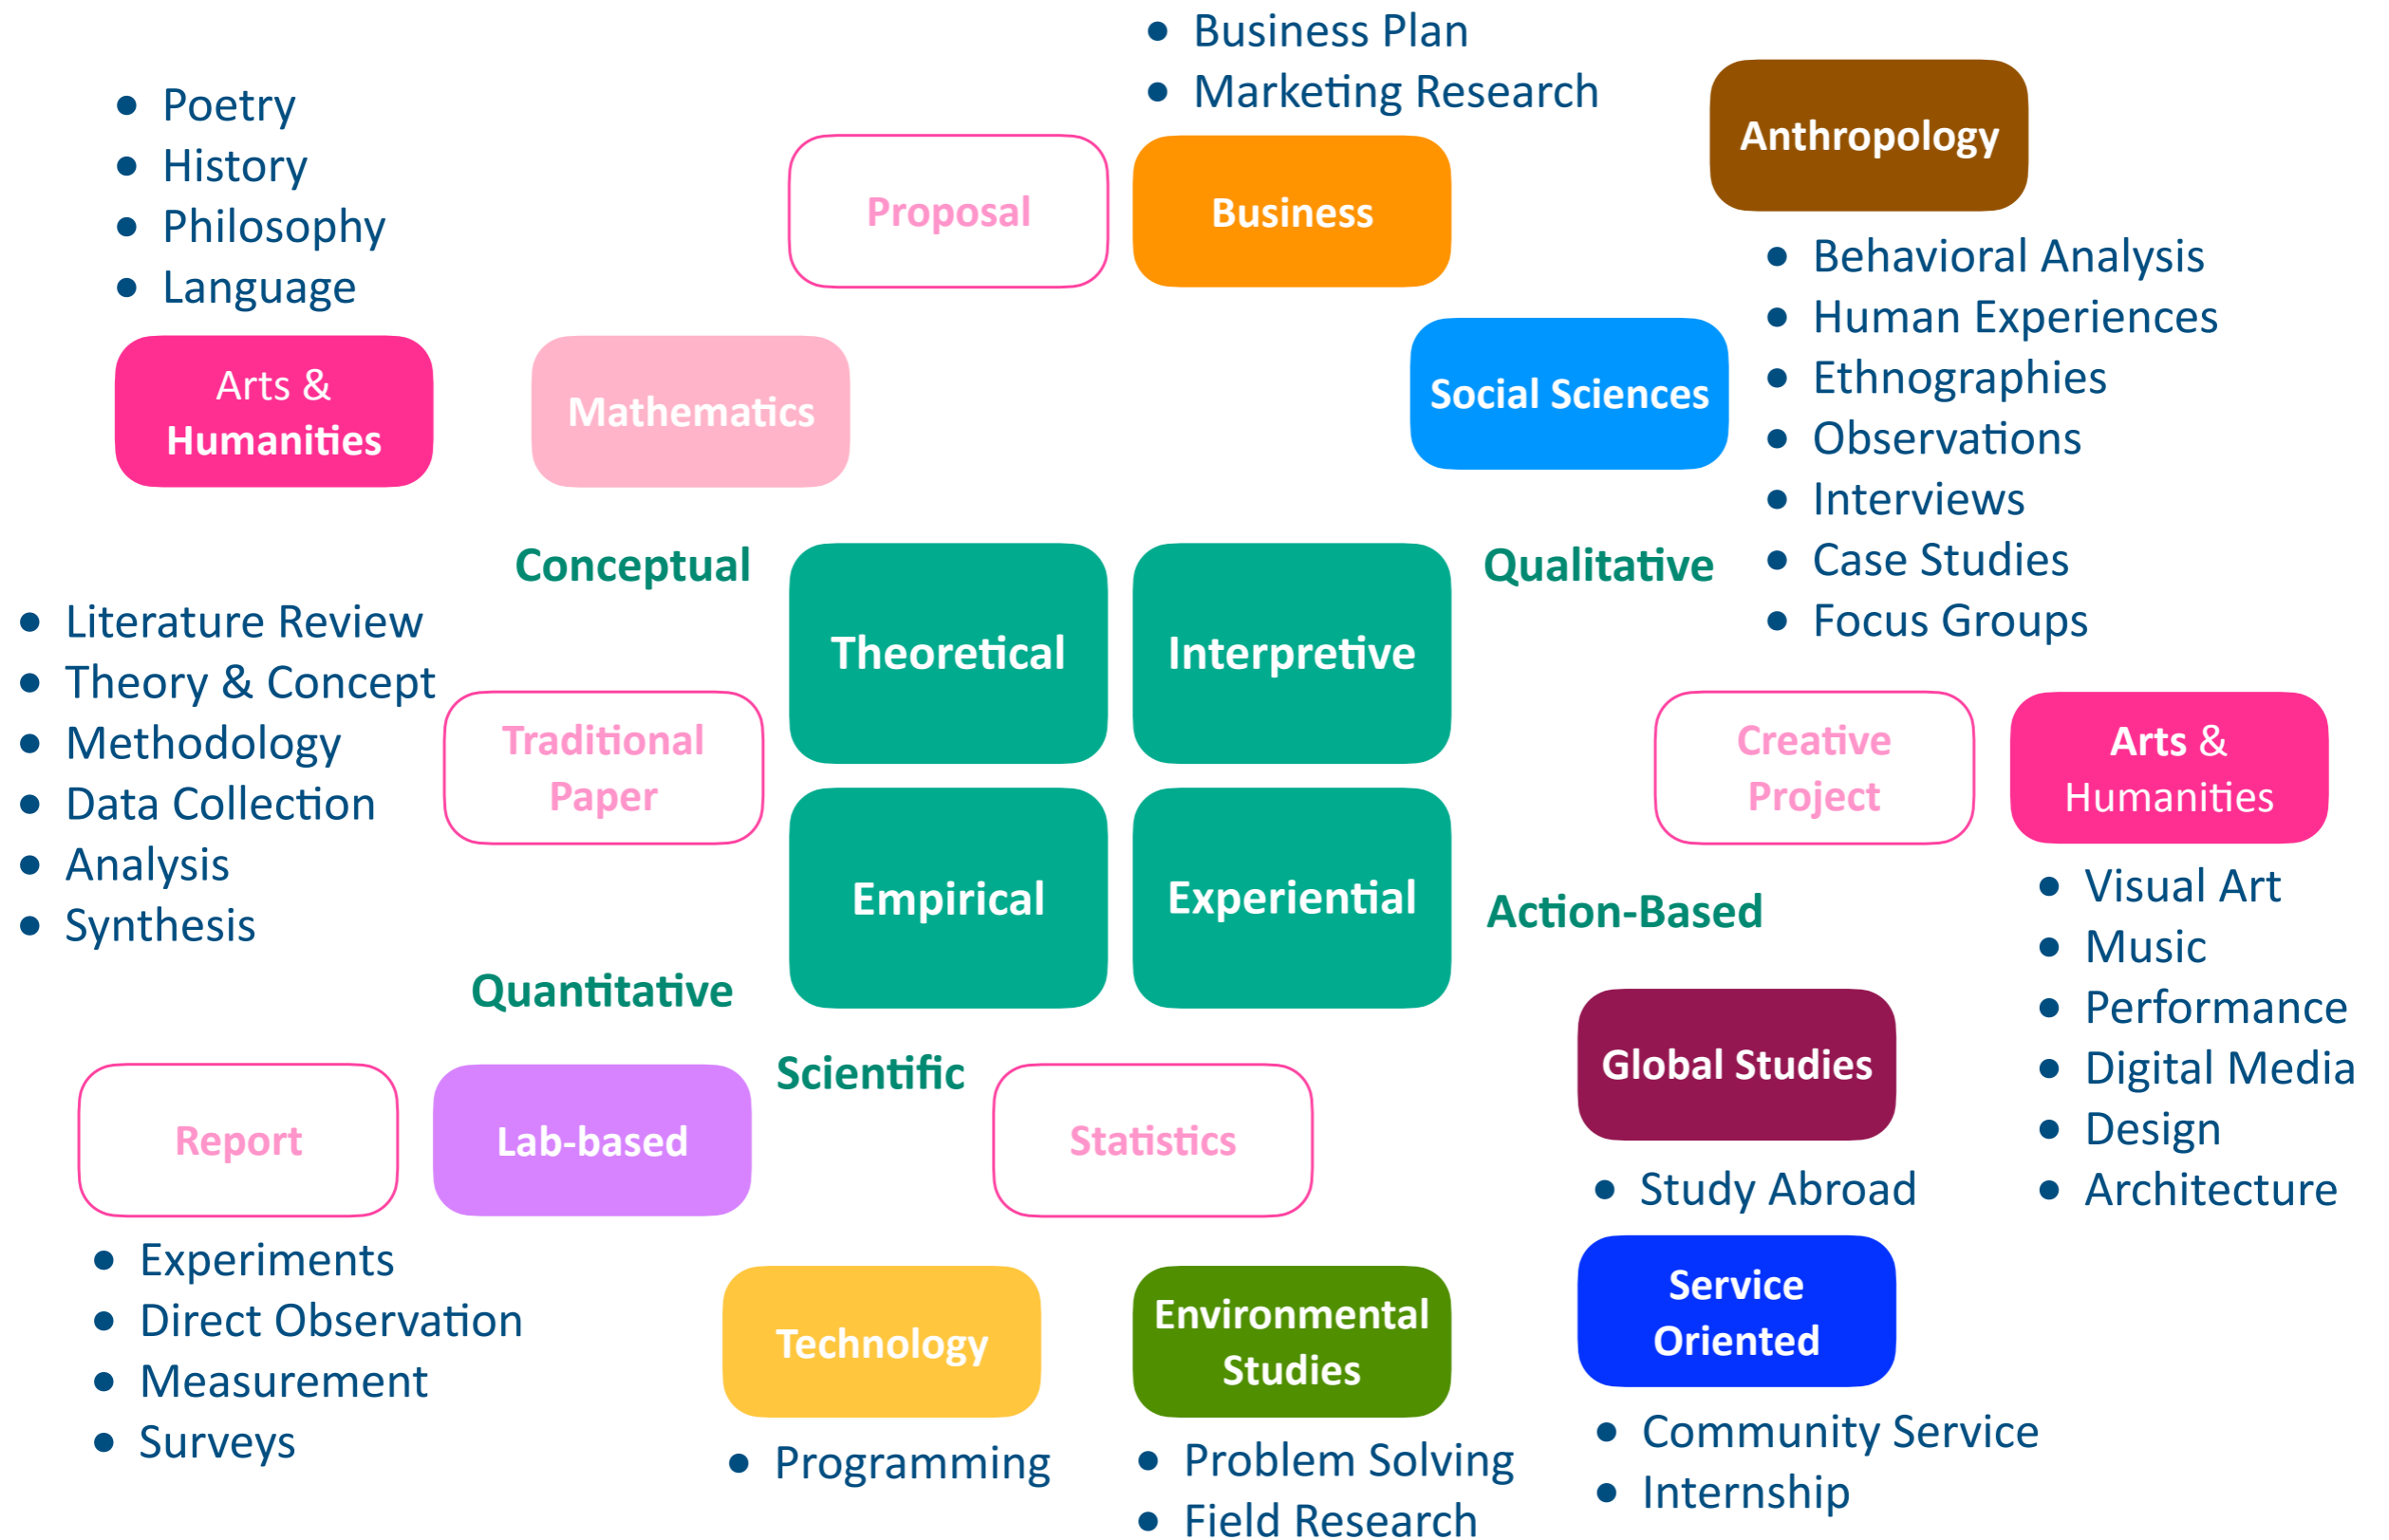 • Business Plan
• Marketing Research
Anthropology
• Poetry
• History
• Philosophy
• Language
Proposal
Business
• Behavioral Analysis
• Human Experiences
• Ethnographies
• Observations
• Interviews
• Case Studies
• Focus Groups
Arts &
Humanities
Mathematics
Social Sciences
Conceptual
Theoretical
Interpretive
Qualitative
• Literature Review
• Theory & Concept
• Methodology
• Data Collection
• Analysis
• Synthesis
Traditional
Paper
Creative
Project
Arts &
Humanities
Empirical
Experiential
Action-Based
• Visual Art
• Music
• Performance
• Digital Media
• Design
• Architecture
Quantitative
Scientific
Global Studies
• Study Abroad
Report
Lab-based
Statistics
• Experiments
• Direct Observation
• Measurement
• Surveys
Technology
• Programming
Environmental
Studies
• Problem Solving
• Field Research
Service
Oriented
• Community Service
• Internship